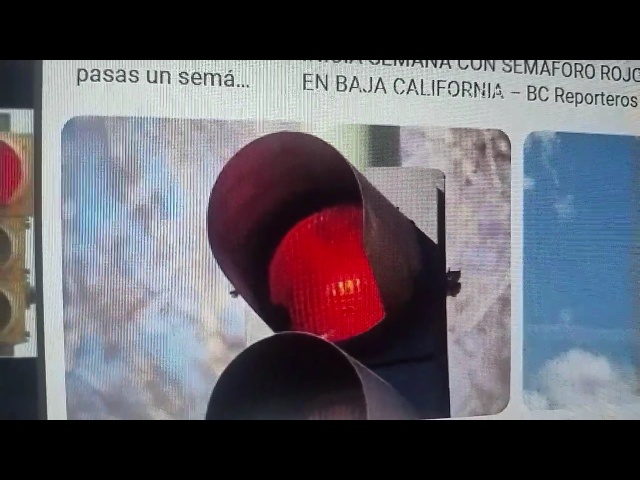 pasas un semá...
SEMANA CON SEMAFORO ROJO
EN BAJA CALIFORNIA – BC Reporteros